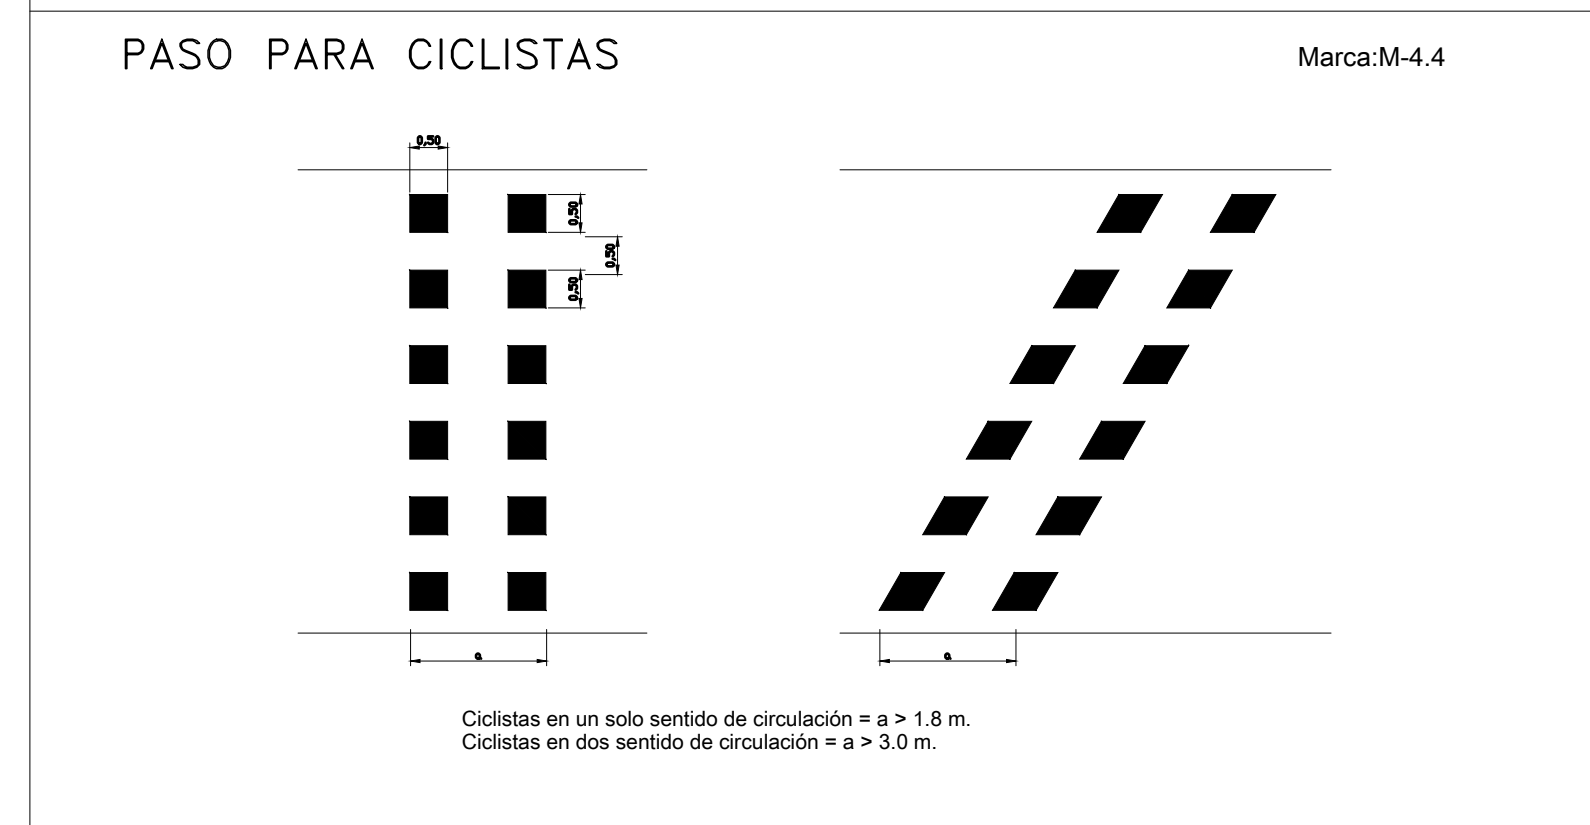 PASO PARA CICLISTAS
Marca:M-4.4
0,50
0,50
0,50
0,50
a
a
Ciclistas en un solo sentido de circulación = a > 1.8 m.
Ciclistas en dos sentido de circulación = a > 3.0 m.